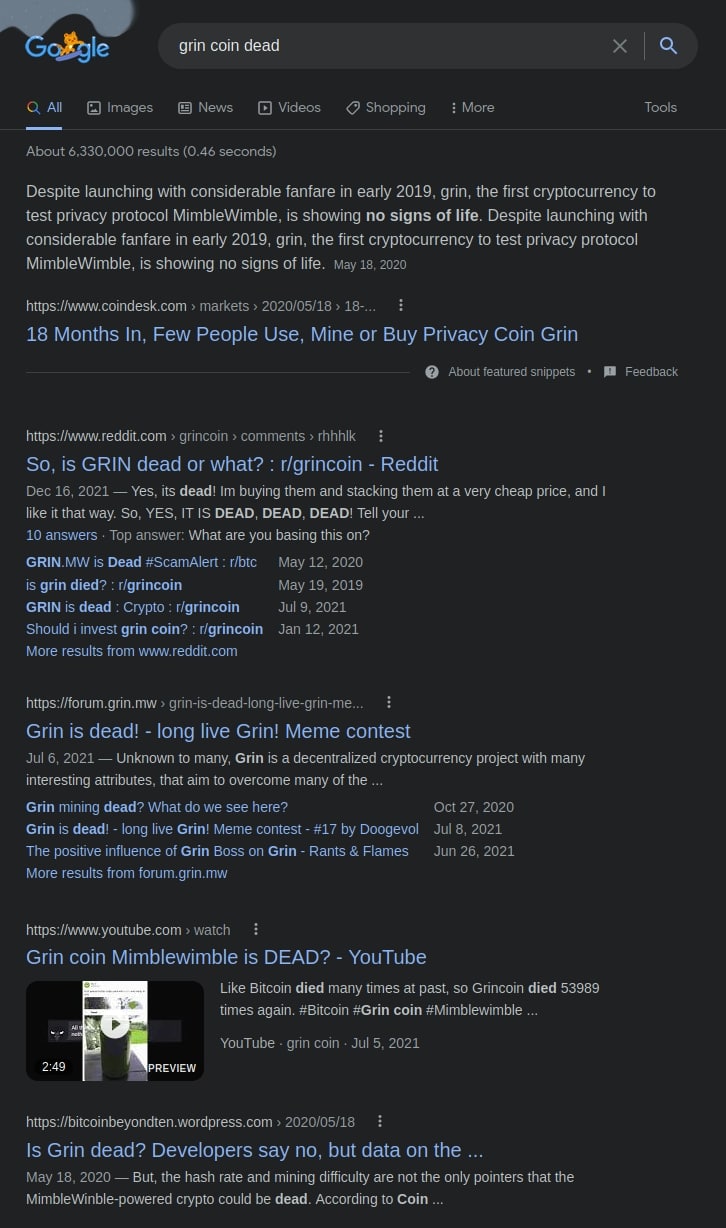 Google
grin coin dead
All Images News Videos Shopping More Tools
About 6,330,000 results (0.46 seconds)
Despite launching with considerable fanfare in early 2019, grin, the first cryptocurrency to
test privacy protocol MimbleWimble, is showing no signs of life. Despite launching with
considerable fanfare in early 2019, grin, the first cryptocurrency to test privacy protocol
MimbleWimble, is showing no signs of life. May 18, 2020
https://www.coindesk.com › markets › 2020/05/18 › 18-...
18 Months In, Few People Use, Mine or Buy Privacy Coin Grin
About featured snippets • Feedback
https://www.reddit.com › grincoin › comments › rhhhlk
So, is GRIN dead or what? : r/grincoin - Reddit
Dec 16, 2021 — Yes, its dead! Im buying them and stacking them at a very cheap price, and I
like it that way. So, YES, IT IS DEAD, DEAD, DEAD! Tell your ...
10 answers · Top answer: What are you basing this on?
GRIN.MW is Dead #ScamAlert : r/btc May 12, 2020
is grin died? : r/grincoin May 19, 2019
GRIN is dead : Crypto : r/grincoin Jul 9, 2021
Should i invest grin coin? : r/grincoin Jan 12, 2021
More results from www.reddit.com
https://forum.grin.mw › grin-is-dead-long-live-grin-me...
Grin is dead! - long live Grin! Meme contest
Jul 6, 2021 — Unknown to many, Grin is a decentralized cryptocurrency project with many
interesting attributes, that aim to overcome many of the ...
Grin mining dead? What do we see here? Oct 27, 2020
Grin is dead! - long live Grin! Meme contest - #17 by Doogevol Jul 8, 2021
The positive influence of Grin Boss on Grin - Rants & Flames Jun 26, 2021
More results from forum.grin.mw
https://www.youtube.com › watch
Grin coin Mimblewimble is DEAD? - YouTube
Like Bitcoin died many times at past, so Grincoin died 53989
times again. #Bitcoin #Grin coin #Mimblewimble ...
YouTube · grin coin · Jul 5, 2021
2:49 PREVIEW
https://bitcoinbeyondten.wordpress.com › 2020/05/18
Is Grin dead? Developers say no, but data on the ...
May 18, 2020 — But, the hash rate and mining difficulty are not the only pointers that the
MimbleWinble-powered crypto could be dead. According to Coin ...